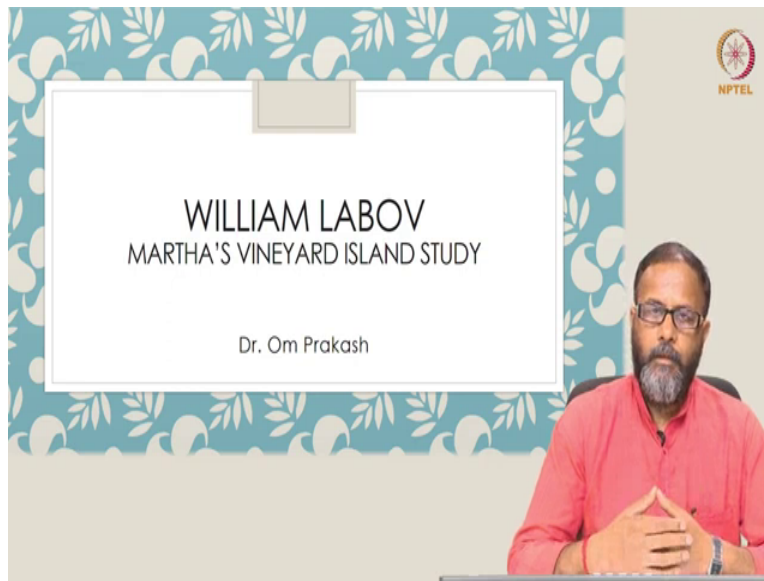 NPTEL
WILLIAM LABOV
MARTHA'S VINEYARD ISLAND STUDY
Dr. Om Prakash